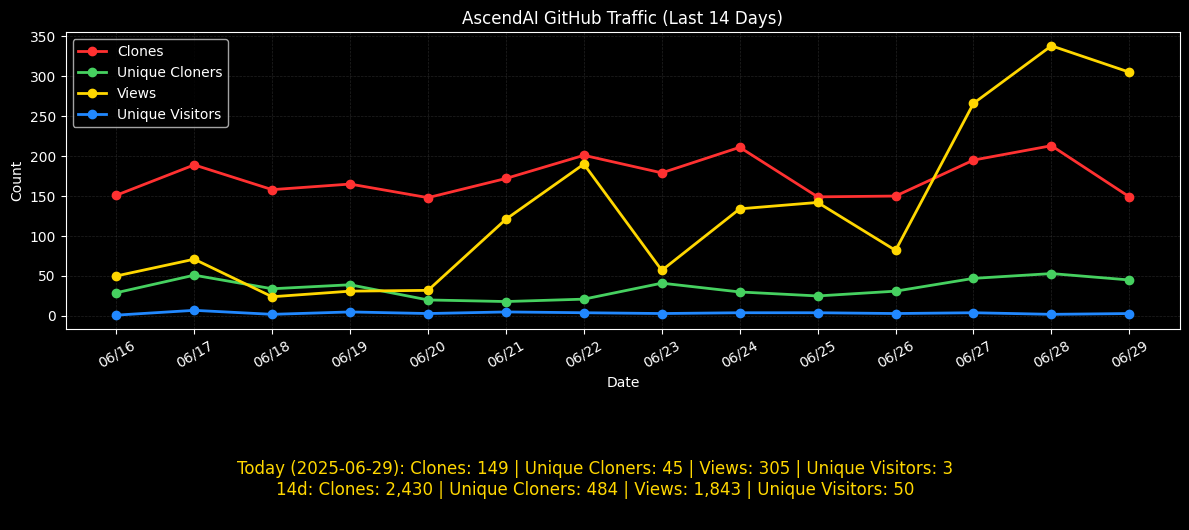 AscendAI GitHub Traffic (Last 14 Days)
Clones
Unique Cloners
Views
Unique Visitors
Count
350
300
250
200
150
100
50
0
06/16
06/17
06/18
06/19
06/20
06/21
06/22
06/23
06/24
06/25
06/26
06/27
06/28
06/29
Date
Today (2025-06-29): Clones: 149 | Unique Cloners: 45 | Views: 305 | Unique Visitors: 3
14d: Clones: 2,430 | Unique Cloners: 484 | Views: 1,843 | Unique Visitors: 50